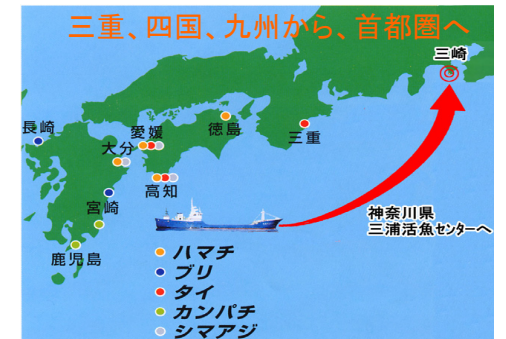 三重、四国、九州から、首都圏へ
三崎
長崎
愛媛
徳島
三重
大分
高知
宮崎
鹿児島
神奈川県
三浦活魚センターへ
ハマチ
ブリ
タイ
カンパチ
シマアジ